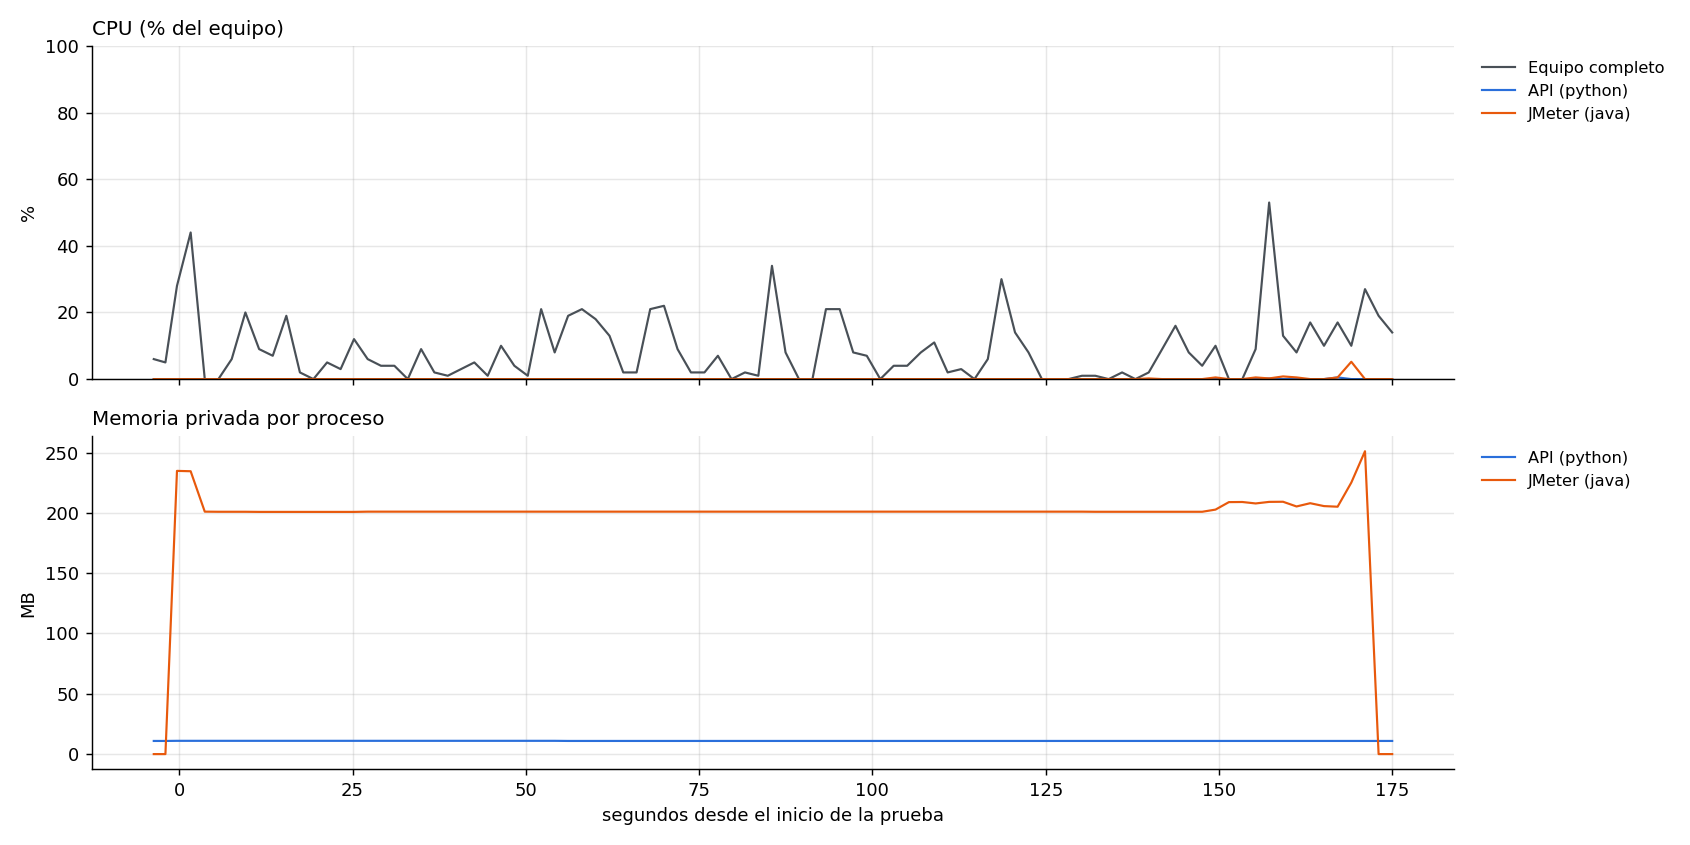 CPU (% del equipo)
100
80
60
40
20
0
%
Equipo completo
API (python)
JMeter (java)
Memoria privada por proceso
250
200
150
100
50
0
MB
API (python)
JMeter (java)
0 25 50 75 100 125 150 175
segundos desde el inicio de la prueba